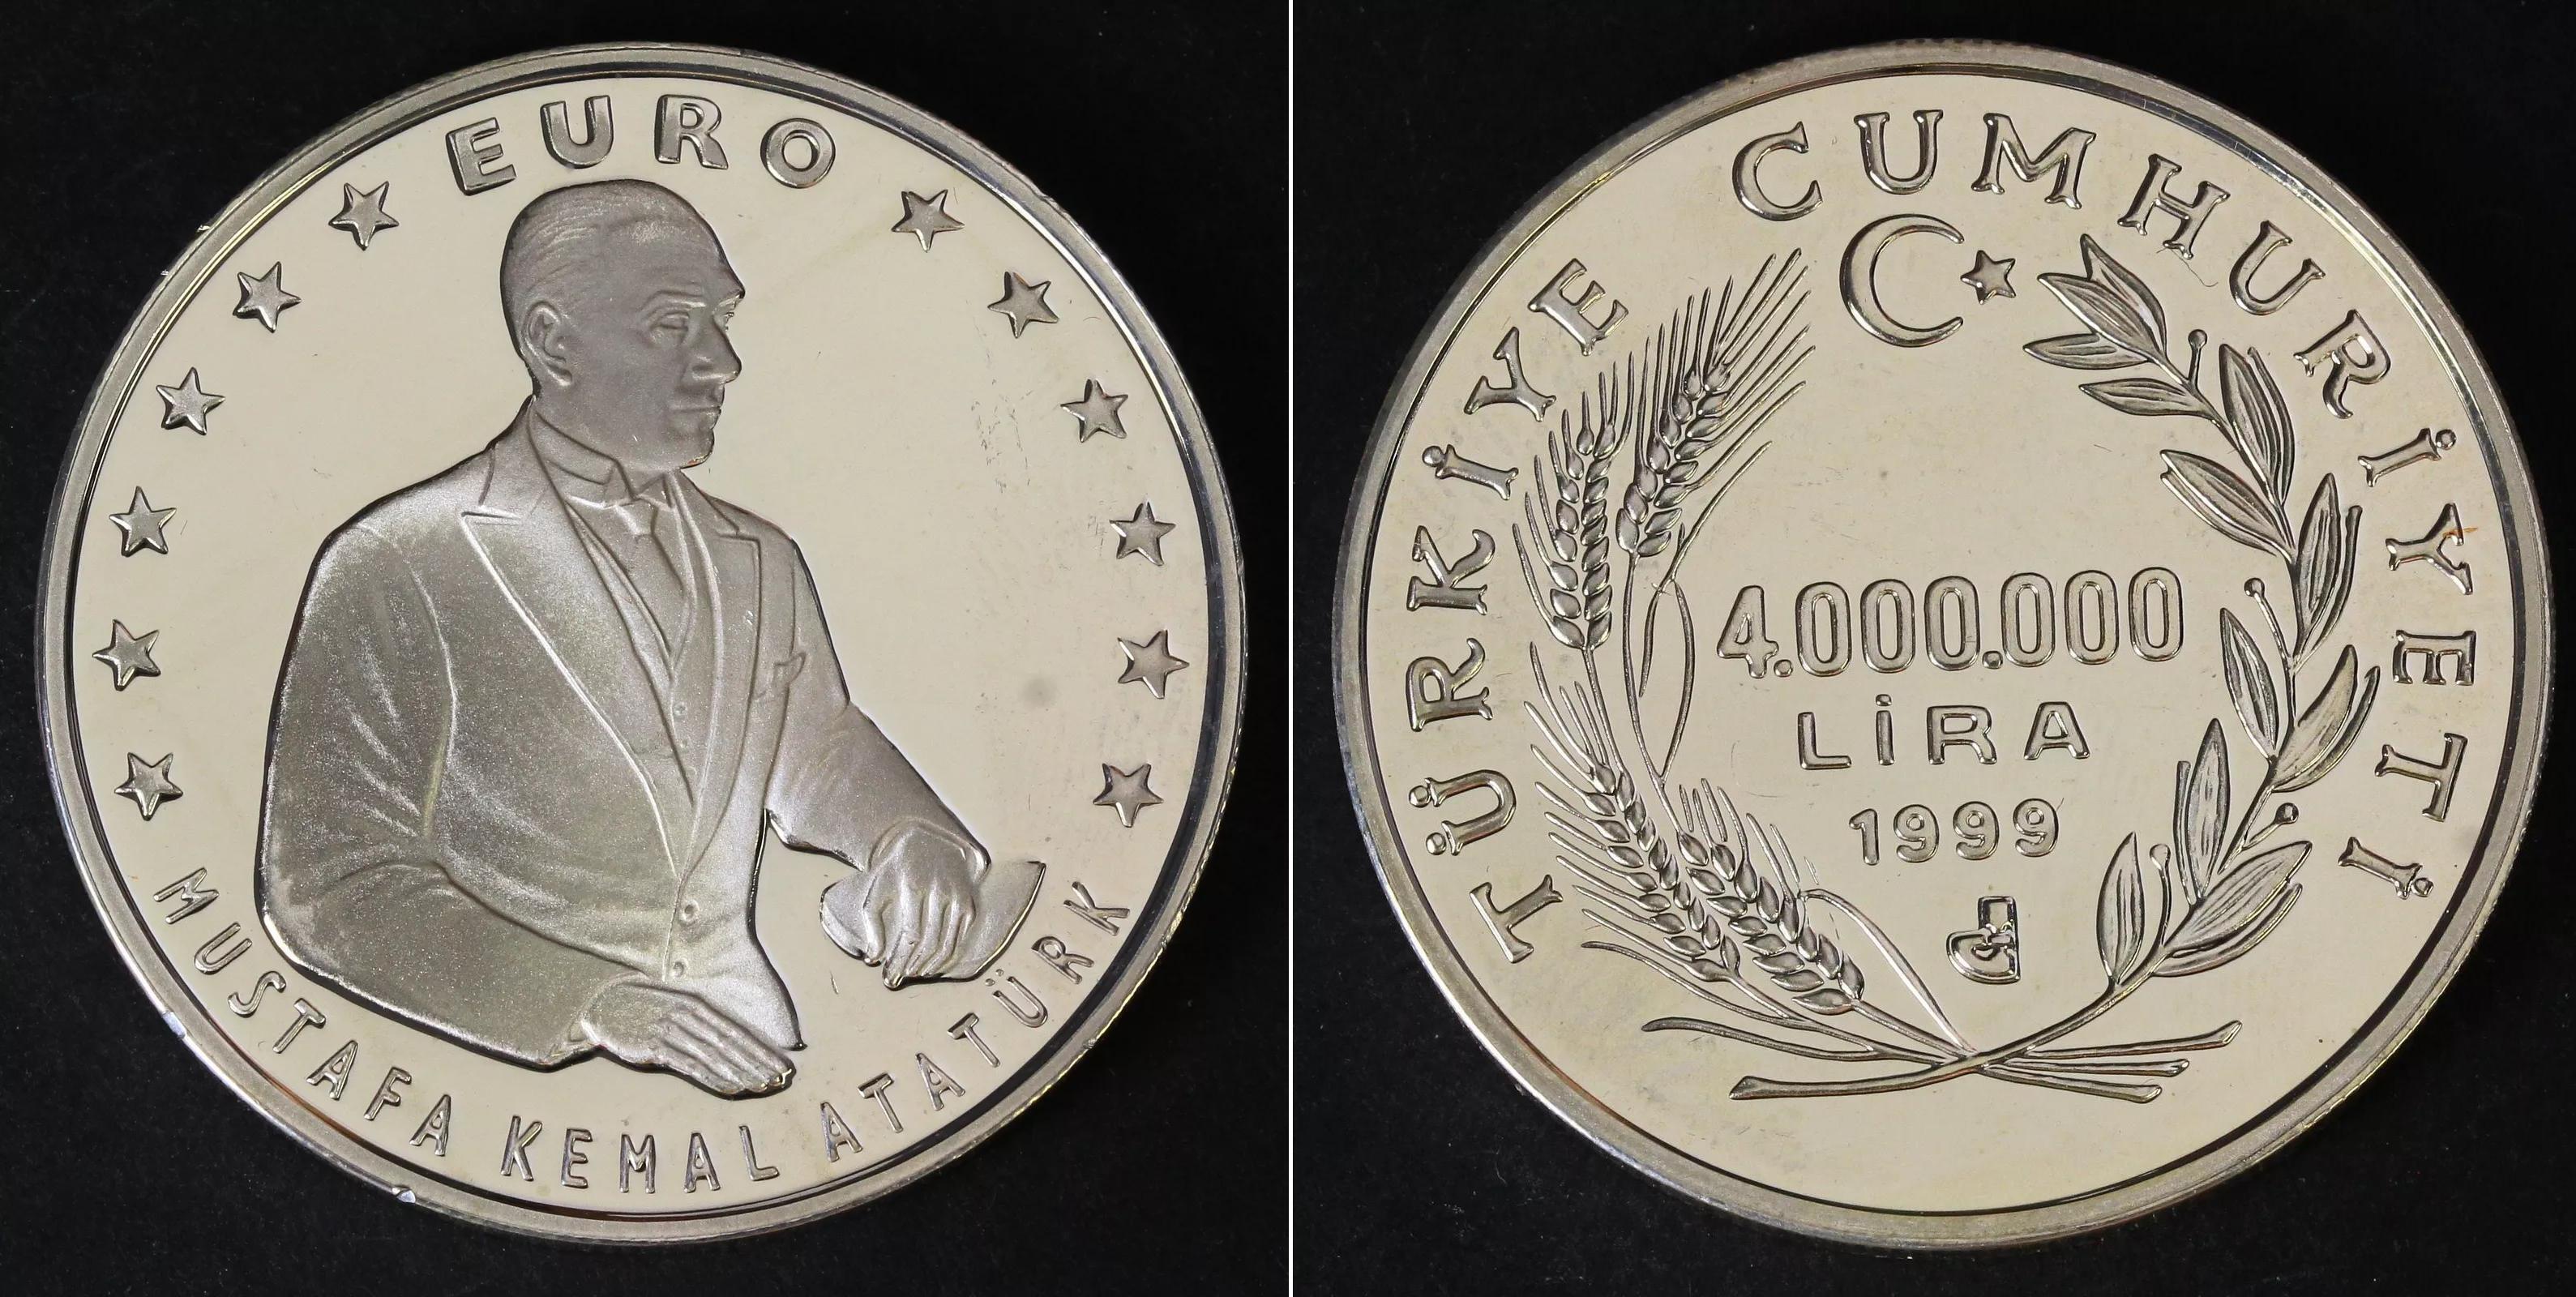 EURO
MUSTAFA KEMAL ATATÜRK
TÜRKİYE CUMHURİYETİ
4.000.000
LİRA
1999